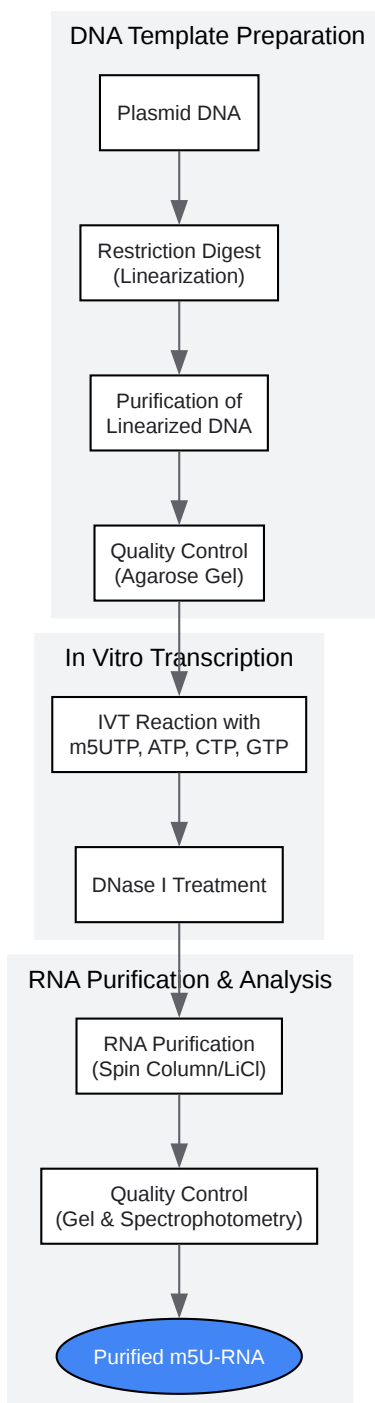 DNA Template Preparation
Plasmid DNA
Restriction Digest
(Linearization)
Purification of
Linearized DNA
Quality Control
(Agarose Gel)
In Vitro Transcription
IVT Reaction with
m5UTP, ATP, CTP, GTP
DNase I Treatment
RNA Purification & Analysis
RNA Purification
(Spin Column/LiCl)
Quality Control
(Gel & Spectrophotometry)
Purified m5U-RNA